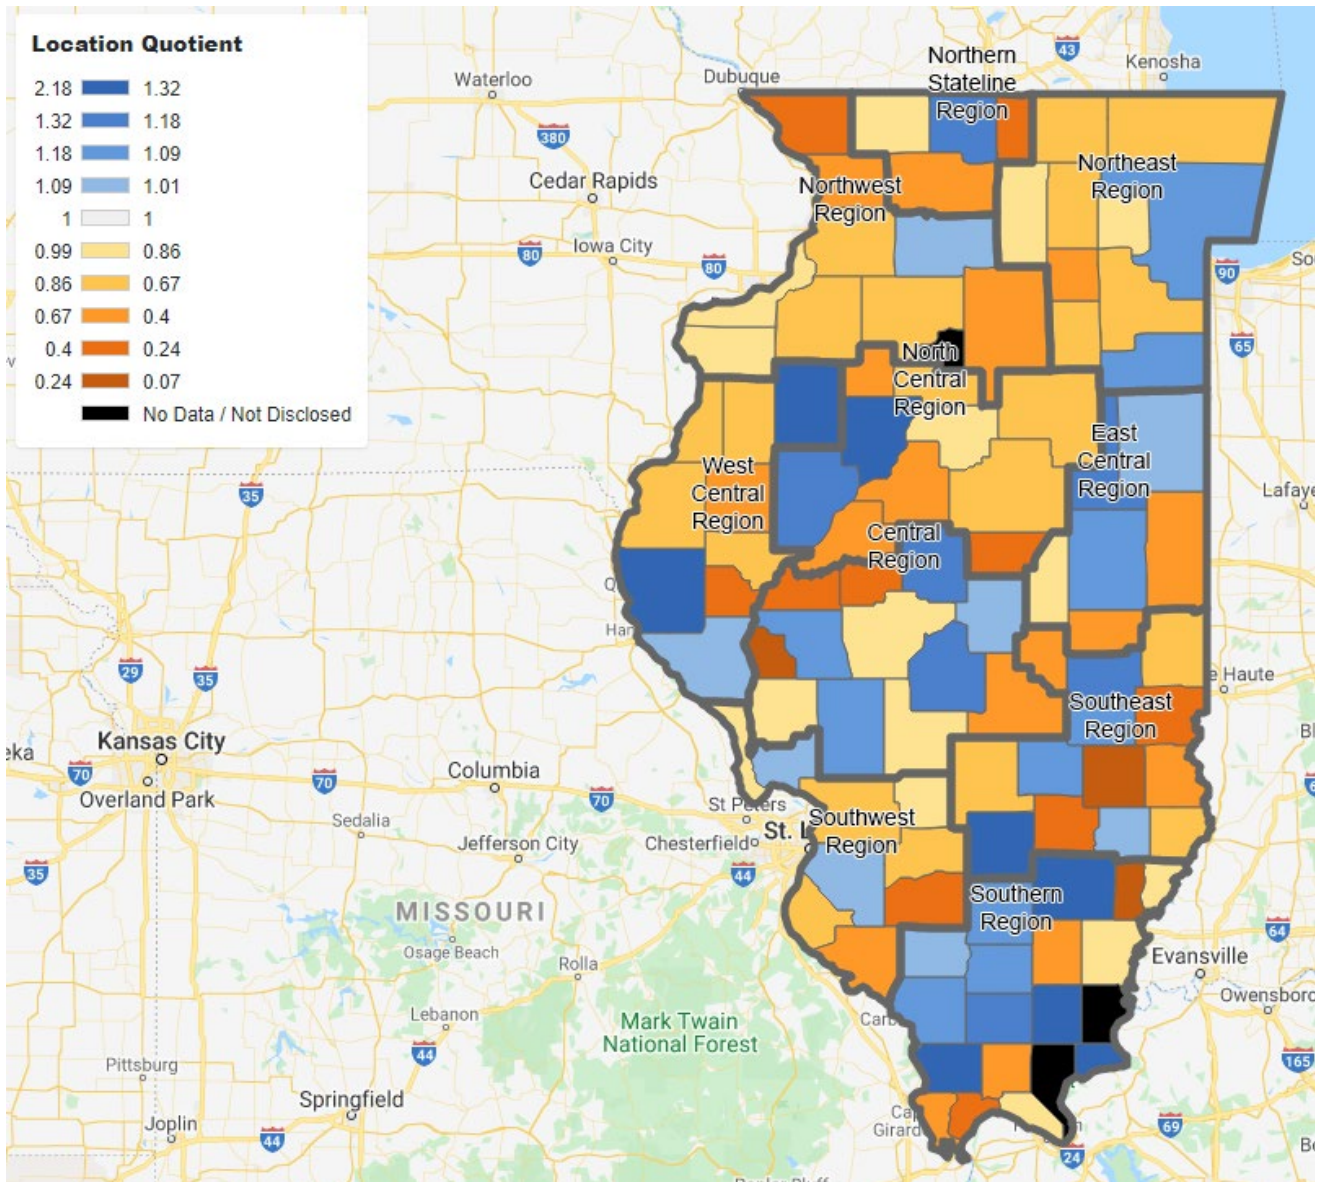 Location Quotient
2.18 1.32
1.32 1.18
1.18 1.09
1.09 1.01
1 1
0.99 0.86
0.86 0.67
0.67 0.4
0.4 0.24
0.24 0.07
No Data / Not Disclosed
Northern
Stateline
Region
43
Kenosha
Waterloo
Dubuque
380
Northeast
Region
Cedar Rapids
Northwest
Region
Iowa City
80
80
90
65
North
Central
Region
East
Central
Region
West
Central
Region
35
Central
Region
29
35
Southeast
Region
Kansas City
70
Columbia
70
70
Overland Park
St Peters
Sedalia
Southwest
Region
St.
Jefferson City
Chesterfield
35
44
Southern
Region
MISSOURI
Osage Beach
64
Evansville
Rolla
Lebanon
Mark Twain
National Forest
44
165
Pittsburg
Springfield
Joplin
44
69
24